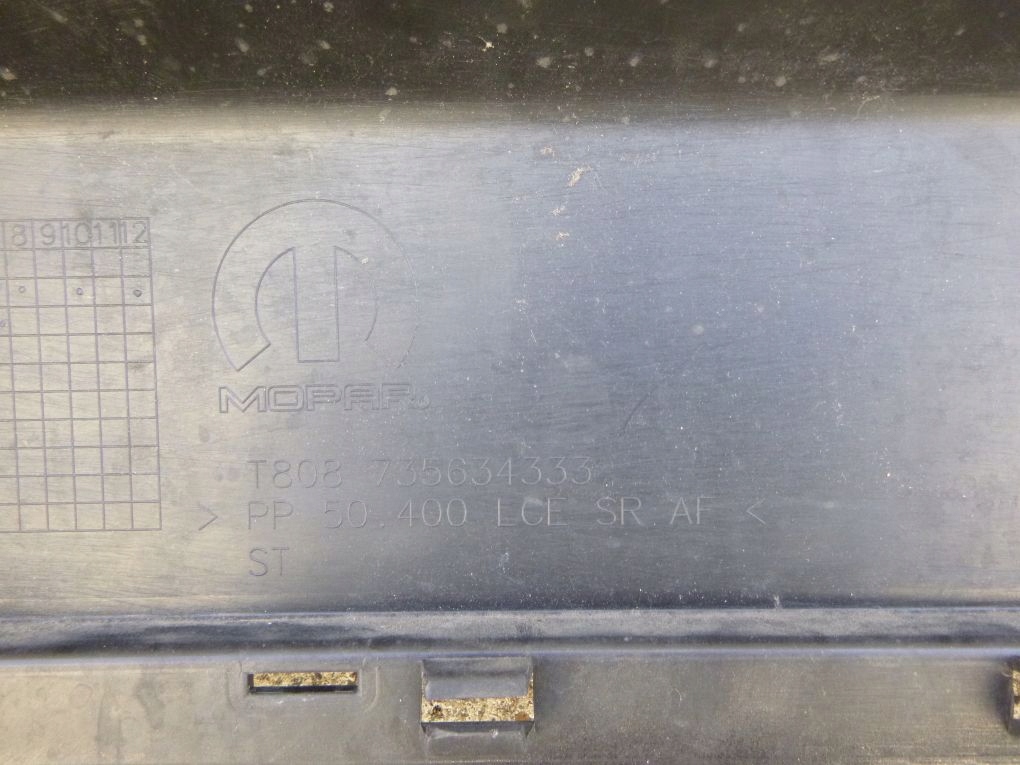 8 9 10 11 12
MOPAR
T808 735634333
> PP 50.400 LCE SR AF <
ST